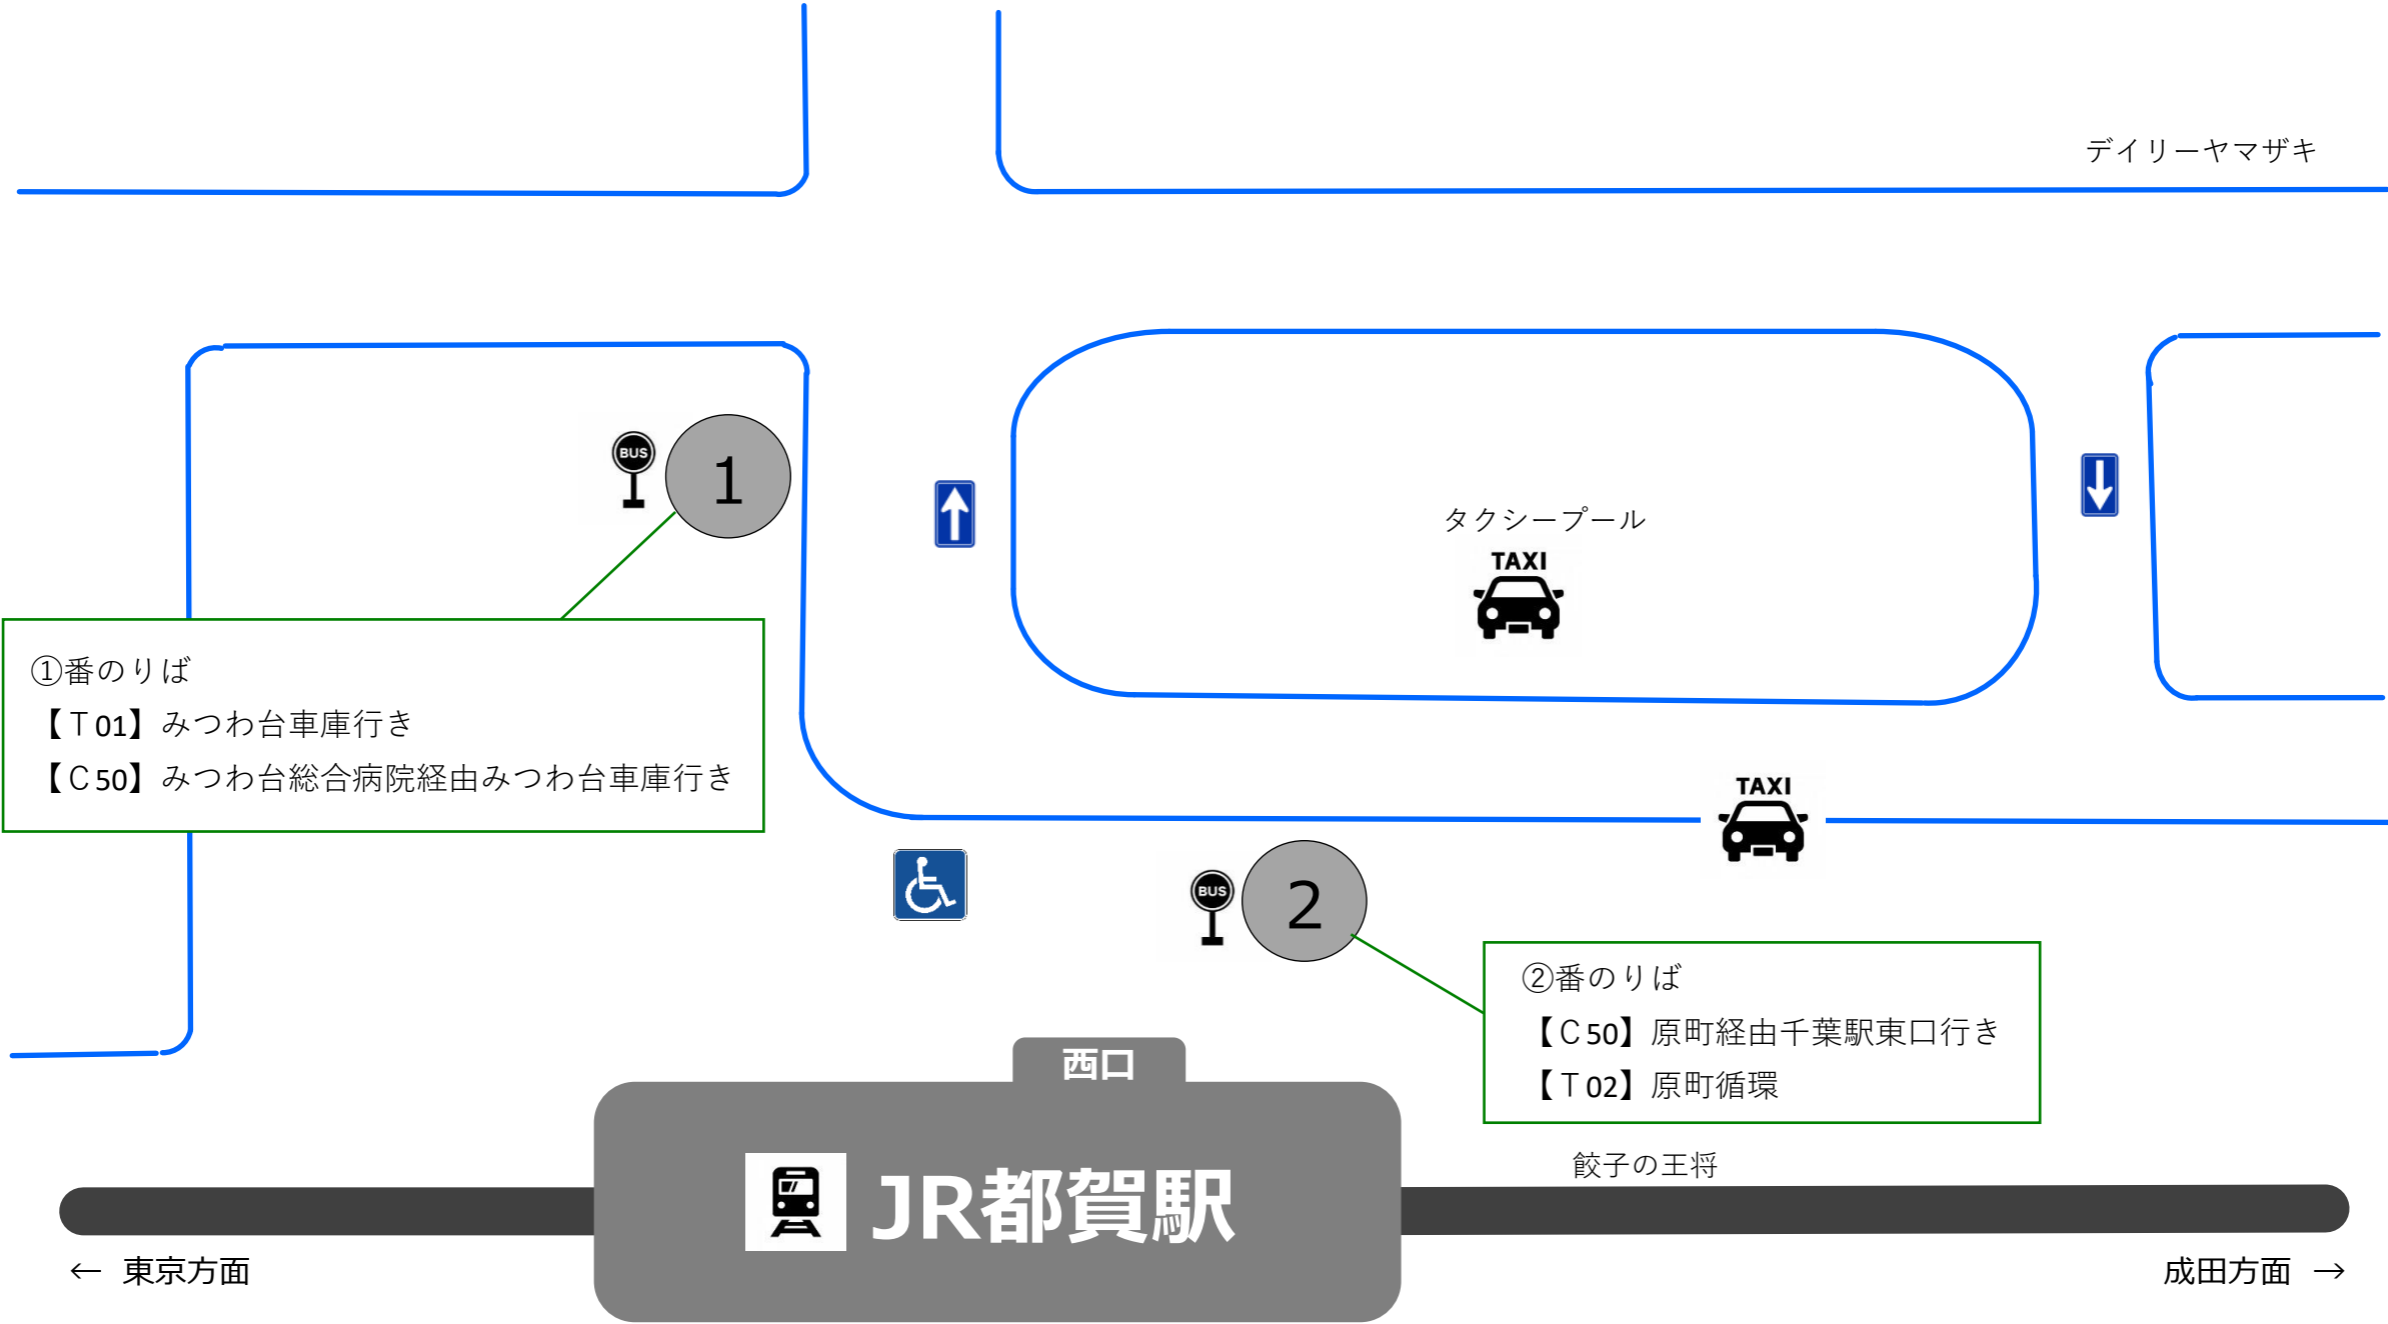 デイリーヤマザキ
BUS
1
タクシープール
TAXI
①番のりば
【Ｔ01】みつわ台車庫行き
【Ｃ50】みつわ台総合病院経由みつわ台車庫行き
TAXI
BUS
2
②番のりば
【Ｃ50】原町経由千葉駅東口行き
【Ｔ02】原町循環
西口
JR都賀駅
餃子の王将
← 東京方面
成田方面 →